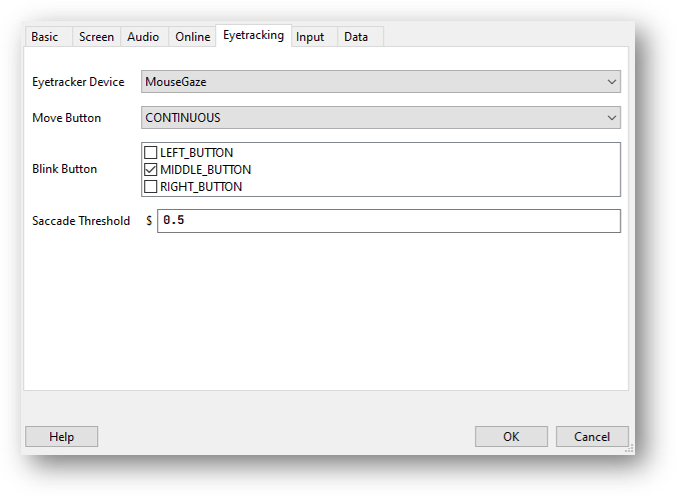 Basic Screen Audio Online Eyetracking Input Data
Eyetracker Device MouseGaze
Move Button CONTINUOUS
LEFT_BUTTON
Blink Button MIDDLE_BUTTON
RIGHT_BUTTON
Saccade Threshold $ 0.5
Help OK Cancel